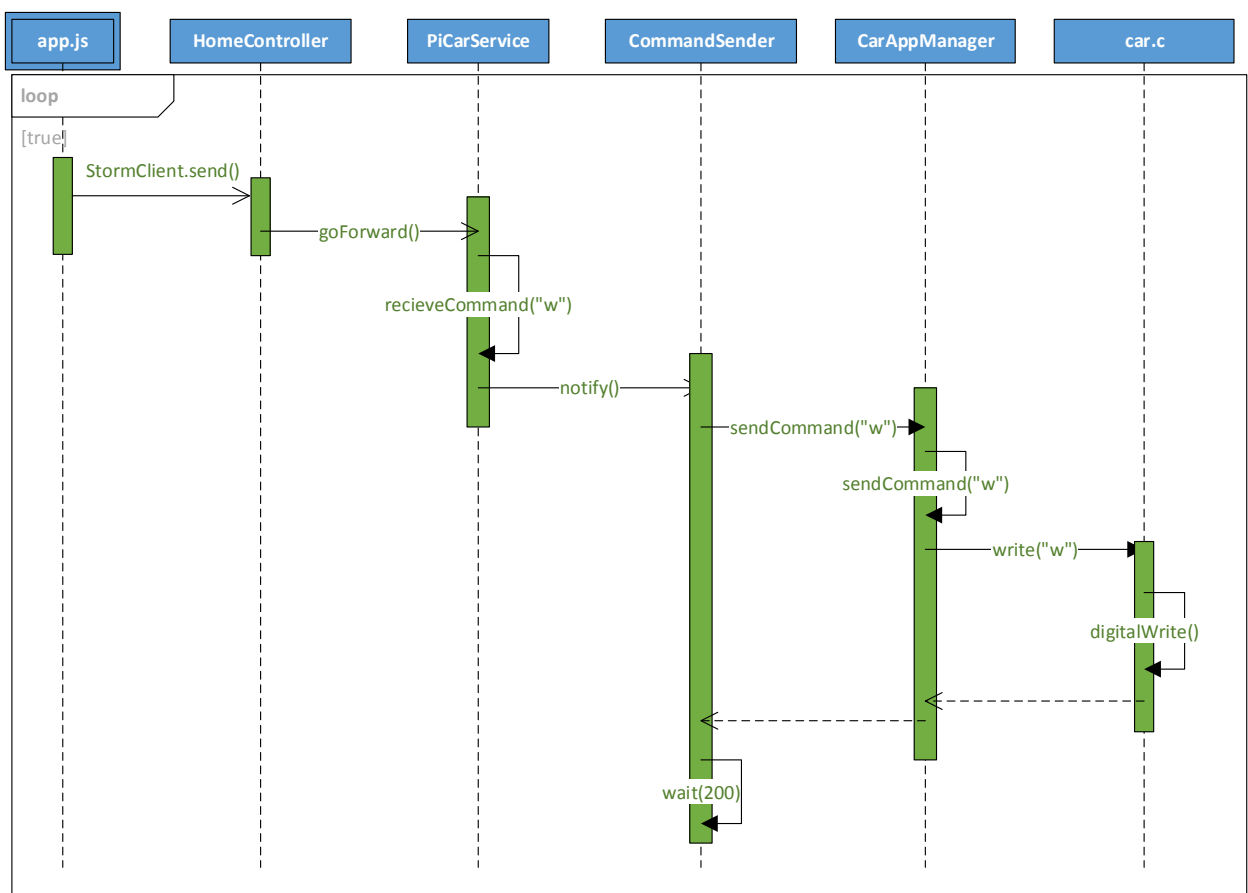 app.js
HomeController
PiCarService
CommandSender
CarAppManager
car.c
loop
[true]
StormClient.send()
goForward()
recieveCommand("w")
notify()
sendCommand("w")
sendCommand("w")
write("w")
digitalWrite()
wait(200)